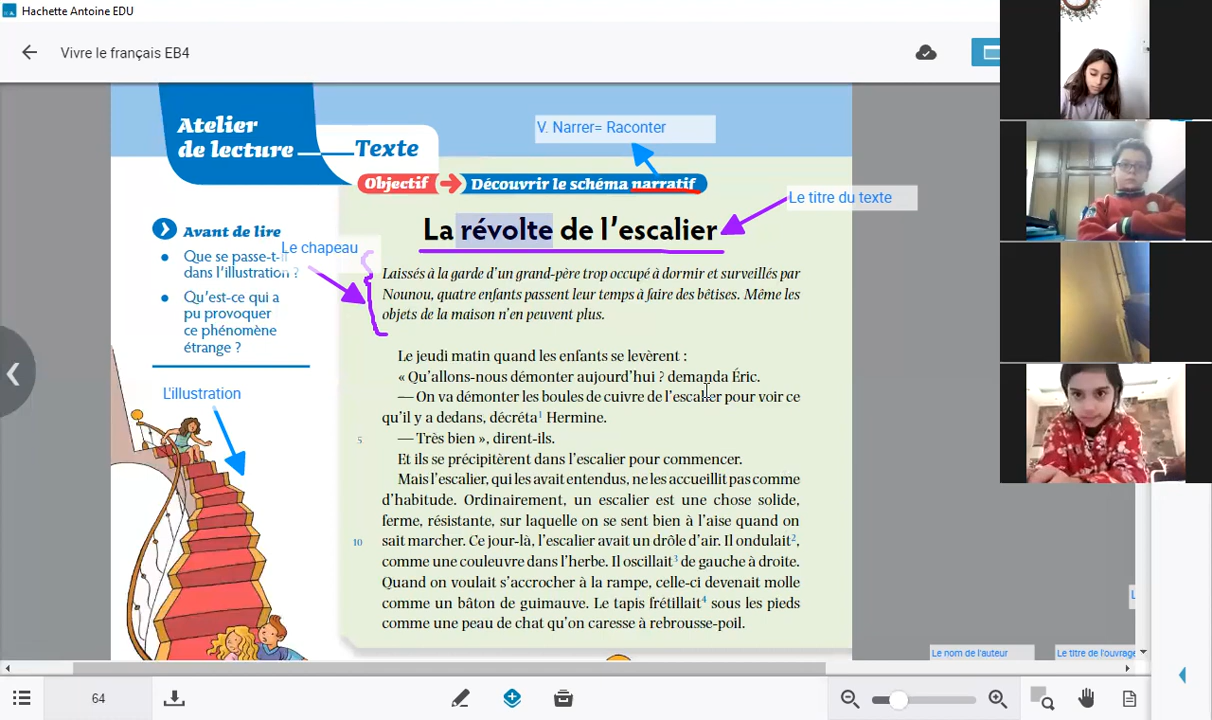 Hachette Antoine EDU
Vivre le français EB4
Atelier
de lecture
Texte
V. Narrer= Raconter
Objectif
Découvrir le schéma narratif
Le titre du texte
La révolte de l'escalier
Avant de lire
Le chapeau
Que se passe-t-il
dans l'illustration ?
Qu'est-ce qui a
pu provoquer
ce phénomène
étrange ?
L'illustration
Laissés à la garde d'un grand-père trop occupé à dormir et surveillés par
Nounou, quatre enfants passent leur temps à faire des bêtises. Même les
objets de la maison n'en peuvent plus.
Le jeudi matin quand les enfants se levèrent :
« Qu'allons-nous démonter aujourd'hui ? demanda Éric.
— On va démonter les boules de cuivre de l'escalier pour voir ce
qu'il y a dedans, décréta1 Hermine.
5 — Très bien », dirent-ils.
Et ils se précipitèrent dans l'escalier pour commencer.
Mais l'escalier, qui les avait entendus, ne les accueillit pas comme
d'habitude. Ordinairement, un escalier est une chose solide,
ferme, résistante, sur laquelle on se sent bien à l'aise quand on
10 sait marcher. Ce jour-là, l'escalier avait un drôle d'air. Il ondulait2,
comme une couleuvre dans l'herbe. Il oscillait3 de gauche à droite.
Quand on voulait s'accrocher à la rampe, celle-ci devenait molle
comme un bâton de guimauve. Le tapis frétillait4 sous les pieds
comme une peau de chat qu'on caresse à rebrousse-poil.
Le nom de l'auteur
Le titre de l'ouvrage
64